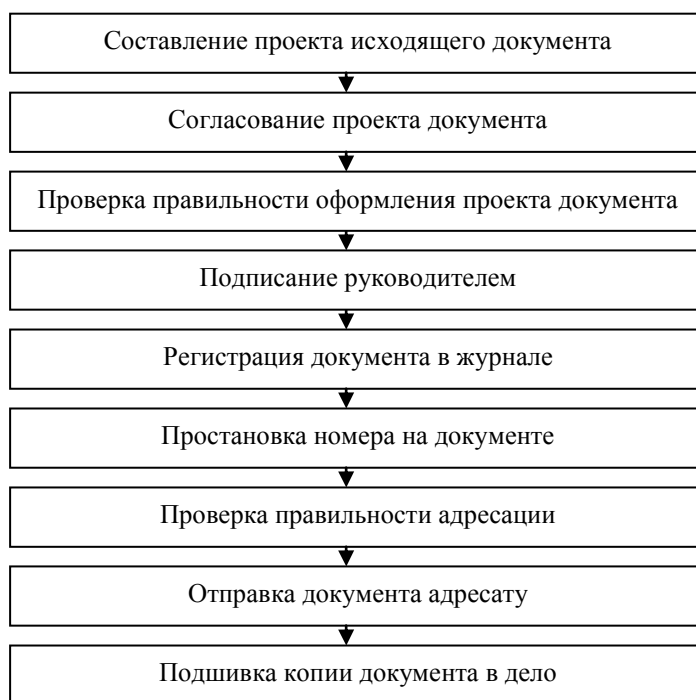 Составление проекта исходящего документа
Согласование проекта документа
Проверка правильности оформления проекта документа
Подписание руководителем
Регистрация документа в журнале
Простановка номера на документе
Проверка правильности адресации
Отправка документа адресату
Подшивка копии документа в дело